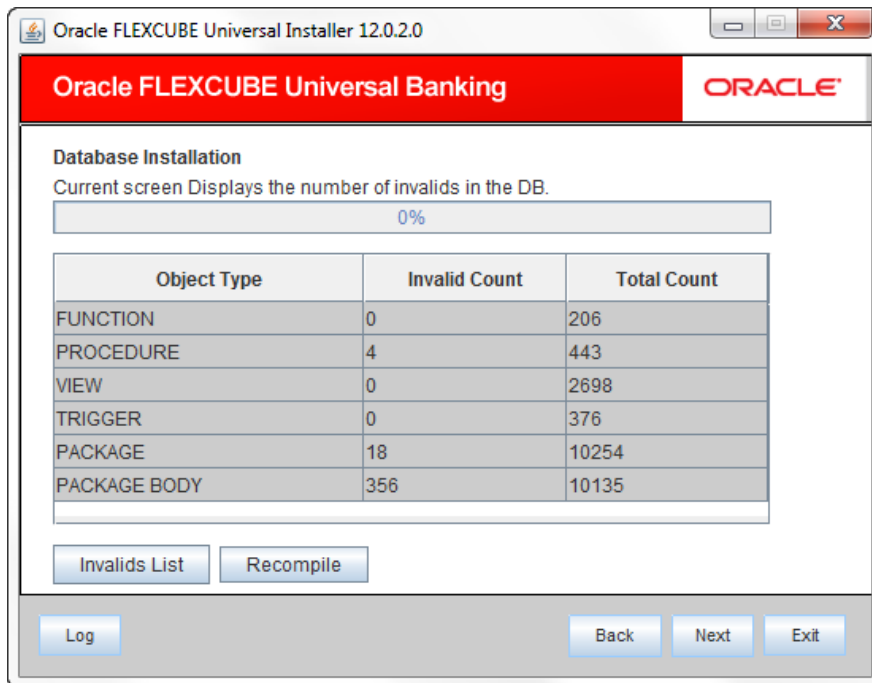 Oracle FLEXCUBE Universal Installer 12.0.2.0
Oracle FLEXCUBE Universal Banking
ORACLE
Database Installation
Current screen Displays the number of invalids in the DB.
0%
Object Type Invalid Count Total Count
FUNCTION 0 206
PROCEDURE 4 443
VIEW 0 2698
TRIGGER 0 376
PACKAGE 18 10254
PACKAGE BODY 356 10135
Invalids List Recompile
Log Back Next Exit